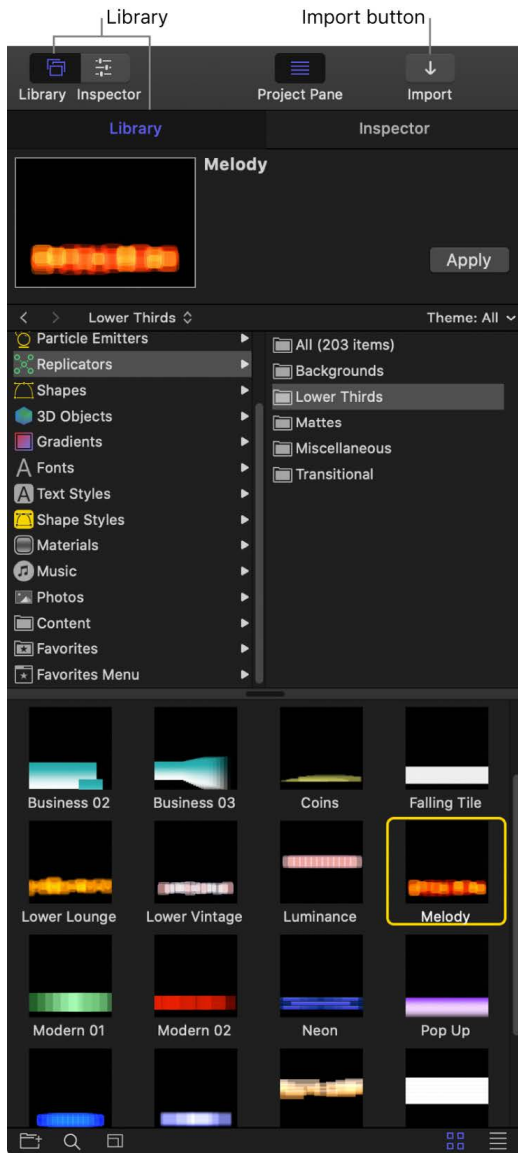 Library
Import button
Library Inspector
Project Pane
Import
Library
Inspector
Melody
Apply
Lower Thirds
Theme: All
Particle Emitters
Replicators
Shapes
3D Objects
Gradients
Fonts
Text Styles
Shape Styles
Materials
Music
Photos
Content
Favorites
Favorites Menu
All (203 items)
Backgrounds
Lower Thirds
Mattes
Miscellaneous
Transitional
Business 02
Business 03
Coins
Falling Tile
Lower Lounge
Lower Vintage
Luminance
Melody
Modern 01
Modern 02
Neon
Pop Up